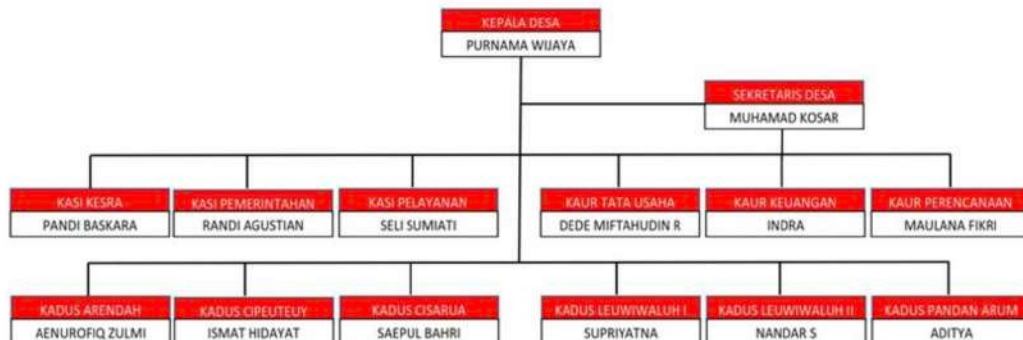 KEPALA DESA
PURNAMA WIJAYA
SEKRETARIS DESA
MUHAMAD KOSAR
KASI KESRA
PANDI BASKARA
KASI PEMERINTAHAN
RANDI AGUSTIAN
KASI PELAYANAN
SELI SUMIATI
KAUR TATA USAHA
DEDE MIFTAHUDIN R
KAUR KEUANGAN
INDRA
KAUR PERENCANAAN
MAULANA FIKRI
KADUS ARENDAH
AENUROFIQ ZULMI
KADUS CIPEUTEUY
ISMAT HIDAYAT
KADUS CISARUA
SAEPUL BAHRI
KADUS LEUWIWALUH I
SUPRIYATNA
KADUS LEUWIWALUH II
NANDAR S
KADUS PANDAN ARUM
ADITYA